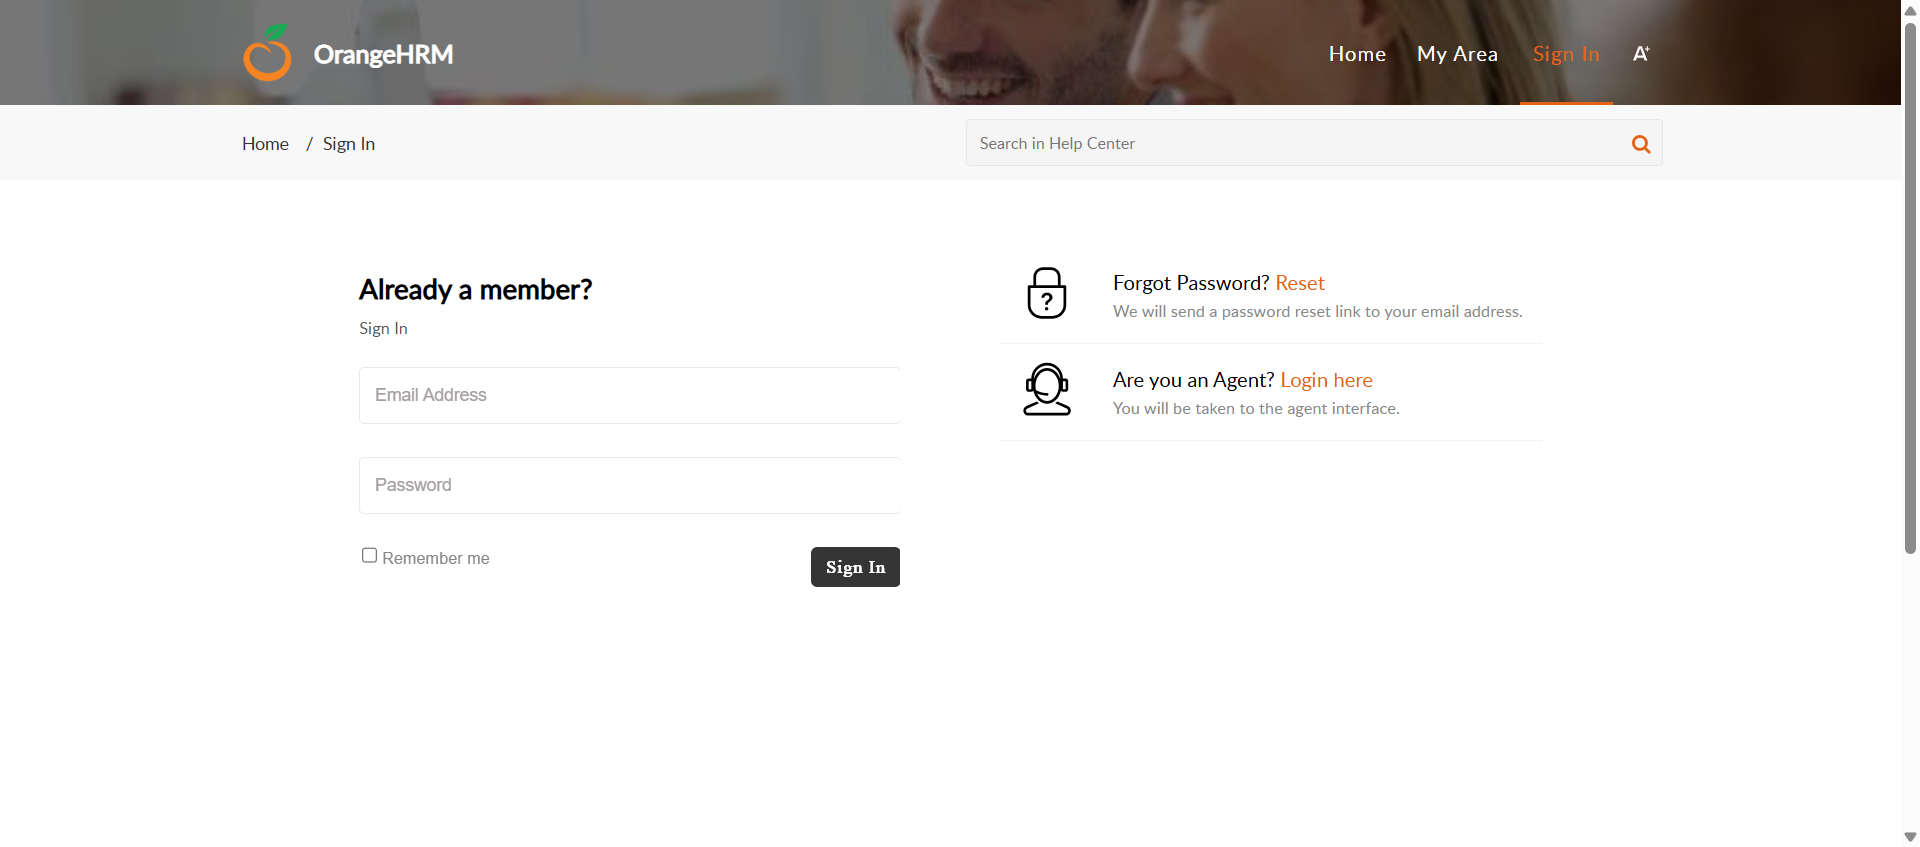 OrangeHRM
Home My Area Sign In A+
Home / Sign In
Search in Help Center
Already a member?
Sign In
Email Address
Password
Remember me
Sign In
Forgot Password? Reset
We will send a password reset link to your email address.
Are you an Agent? Login here
You will be taken to the agent interface.